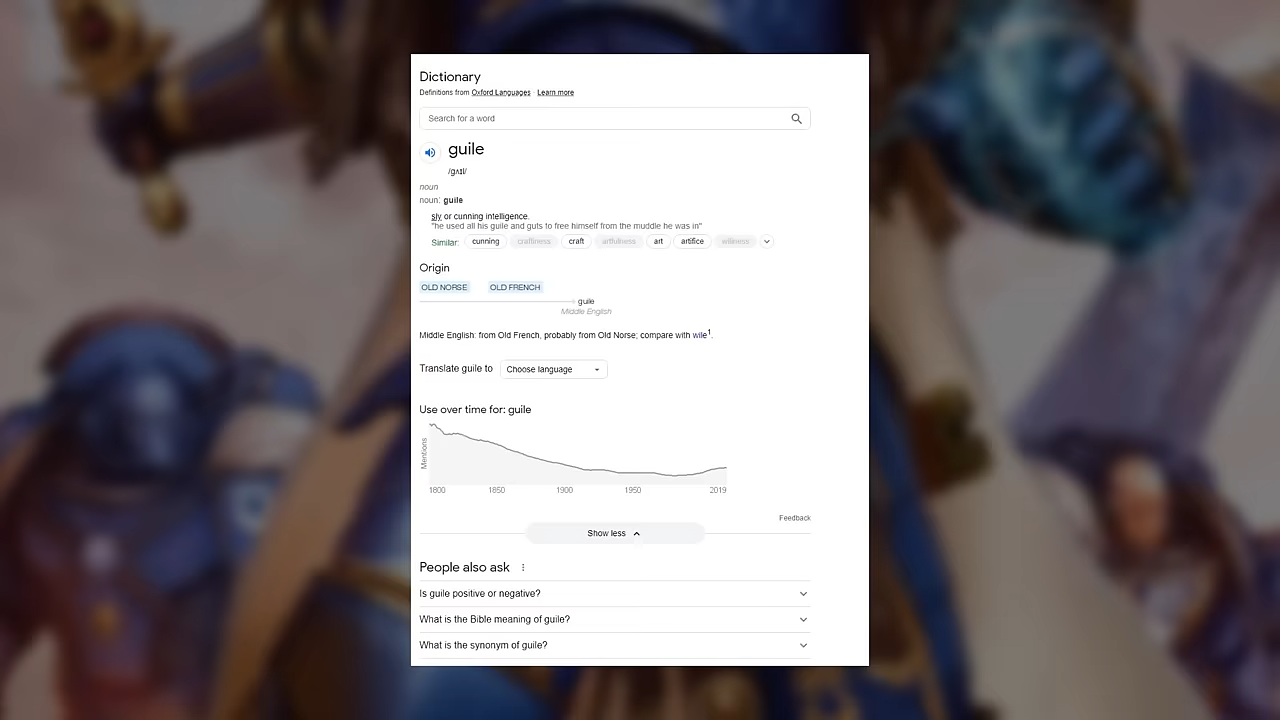 Dictionary
Definitions from Oxford Languages · Learn more
Search for a word
guile
/ɡʌɪl/
noun
noun: guile
sly or cunning intelligence.
"he used all his guile and guts to free himself from the muddle he was in"
Similar: cunning craftiness craft artfulness art artifice wiliness
Origin
OLD NORSE OLD FRENCH
guile
Middle English
Middle English: from Old French, probably from Old Norse; compare with wile1.
Translate guile to Choose language
Use over time for: guile
Mentions
1800 1850 1900 1950 2019
Feedback
Show less
People also ask
Is guile positive or negative?
What is the Bible meaning of guile?
What is the synonym of guile?